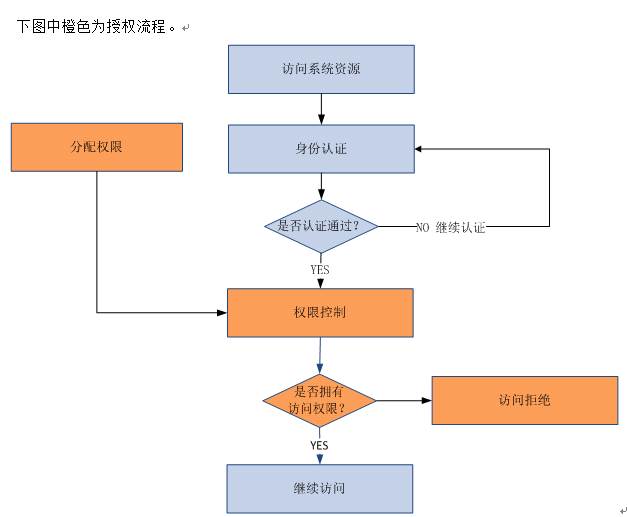 下图中橙色为授权流程。
访问系统资源
分配权限
身份认证
是否认证通过?
NO 继续认证
YES
权限控制
是否拥有
访问权限?
访问拒绝
YES
继续访问